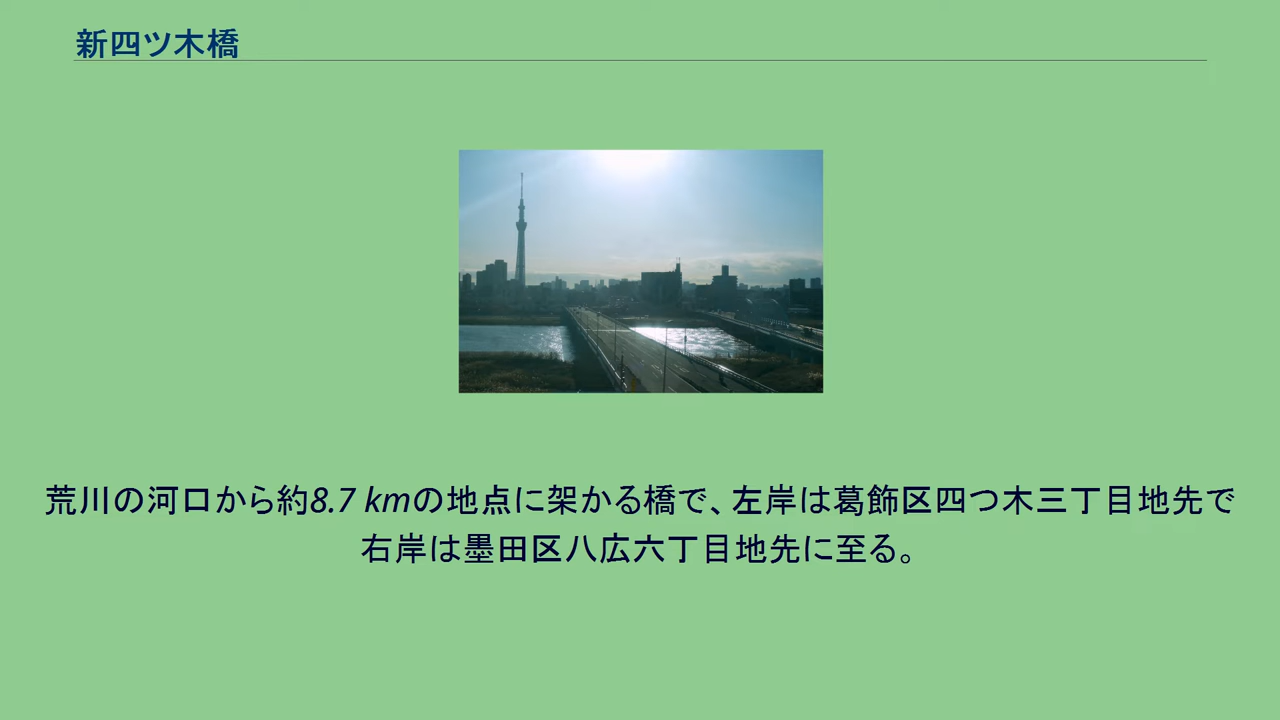 新四ツ木橋
荒川の河口から約8.7 kmの地点に架かる橋で、左岸は葛飾区四つ木三丁目地先で
右岸は墨田区八広六丁目地先に至る。